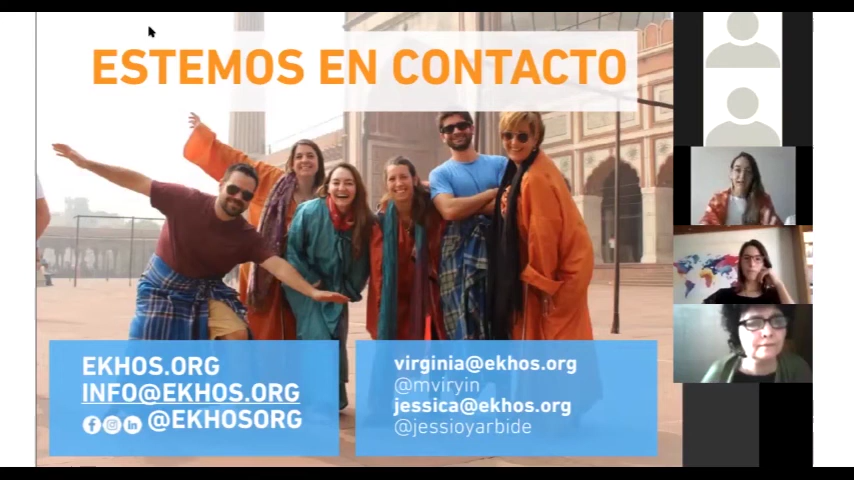 ESTEMOS EN CONTACTO
EKHOS.ORG
INFO@EKHOS.ORG
@EKHOSORG
virginia@ekhos.org
@mviryin
jessica@ekhos.org
@jessioyarbide